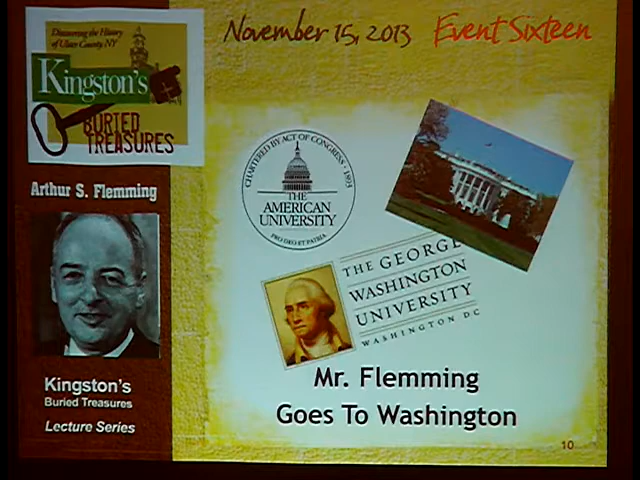 November 15, 2013 Event Sixteen
Discovering the History
of Ulster County, NY
Kingston's
BURIED
TREASURES
Arthur S. Flemming
Kingston's
Buried Treasures
Lecture Series
CHARTERED BY ACT OF CONGRESS · 1893
THE
AMERICAN
UNIVERSITY
PRO DEO ET PATRIA
THE GEORGE
WASHINGTON
UNIVERSITY
WASHINGTON DC
Mr. Flemming
Goes To Washington
10